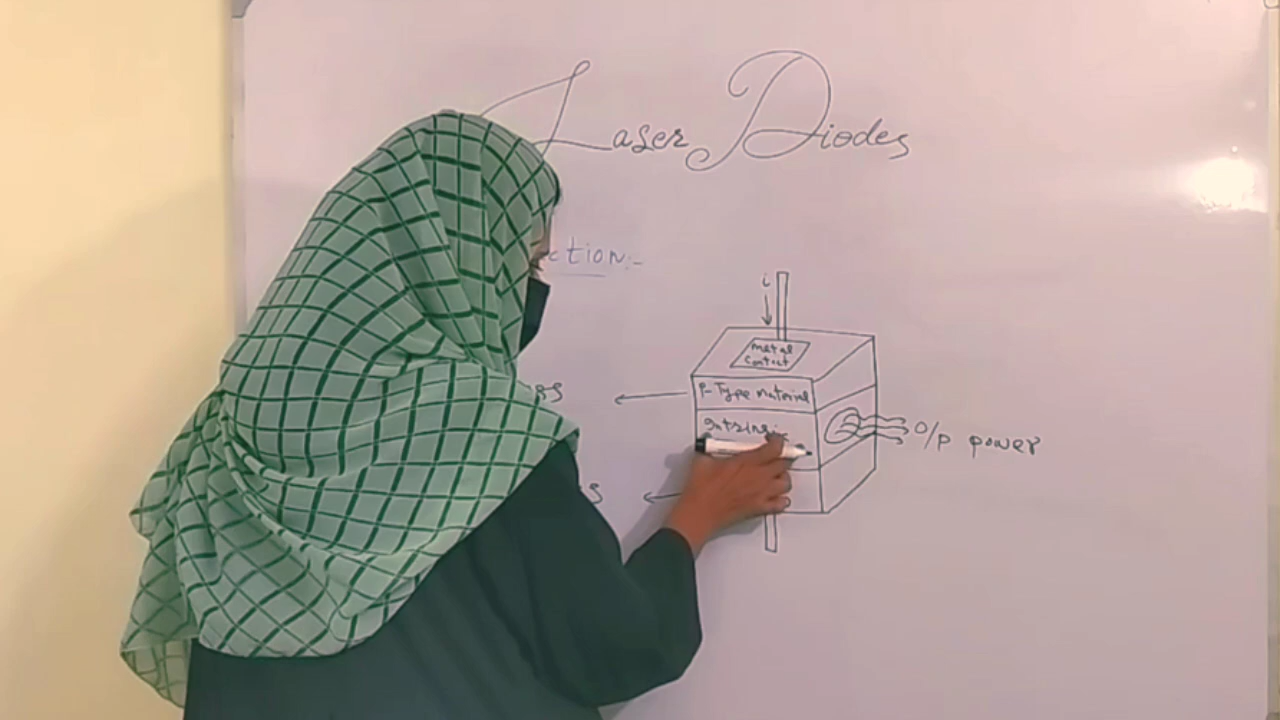 Laser Diodes
ction:-
i
metal
contact
P-Type Material
Intrinsic
O/p power